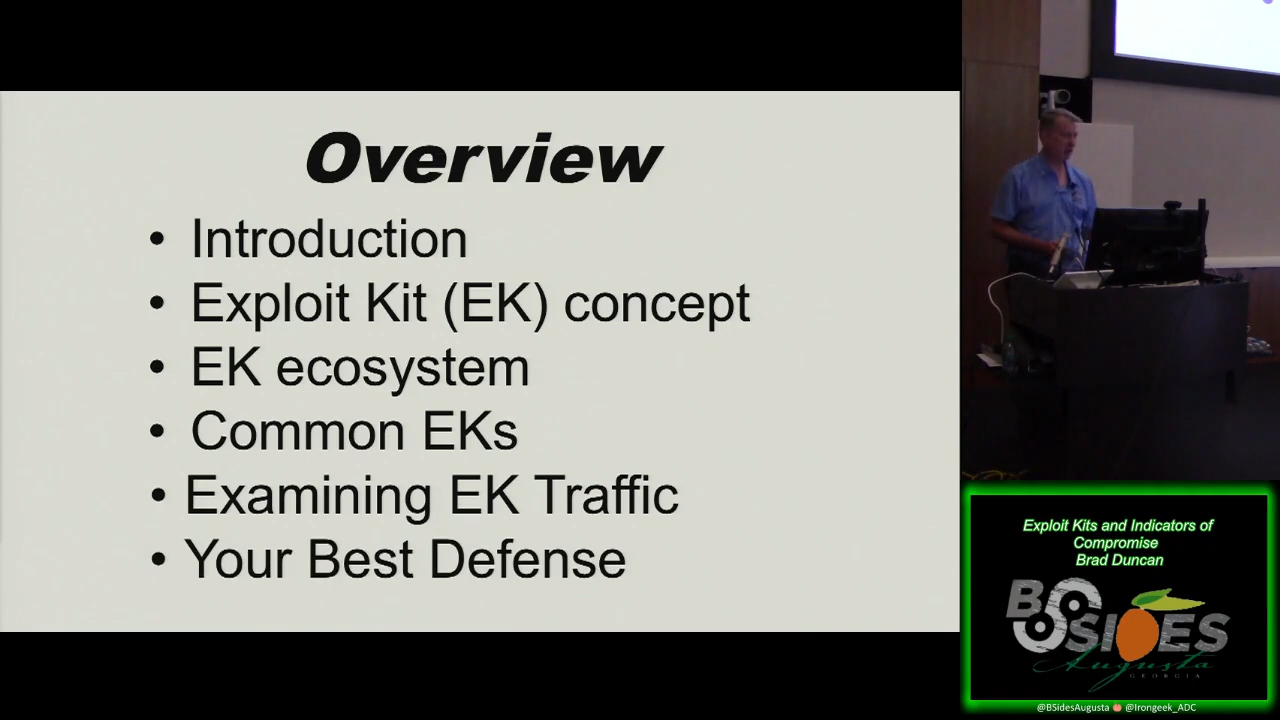 Overview
• Introduction
• Exploit Kit (EK) concept
• EK ecosystem
• Common EKs
• Examining EK Traffic
• Your Best Defense
Exploit Kits and Indicators of
Compromise
Brad Duncan
BSIDES
Augusta
GEORGIA
@BSidesAugusta @Irongeek_ADC